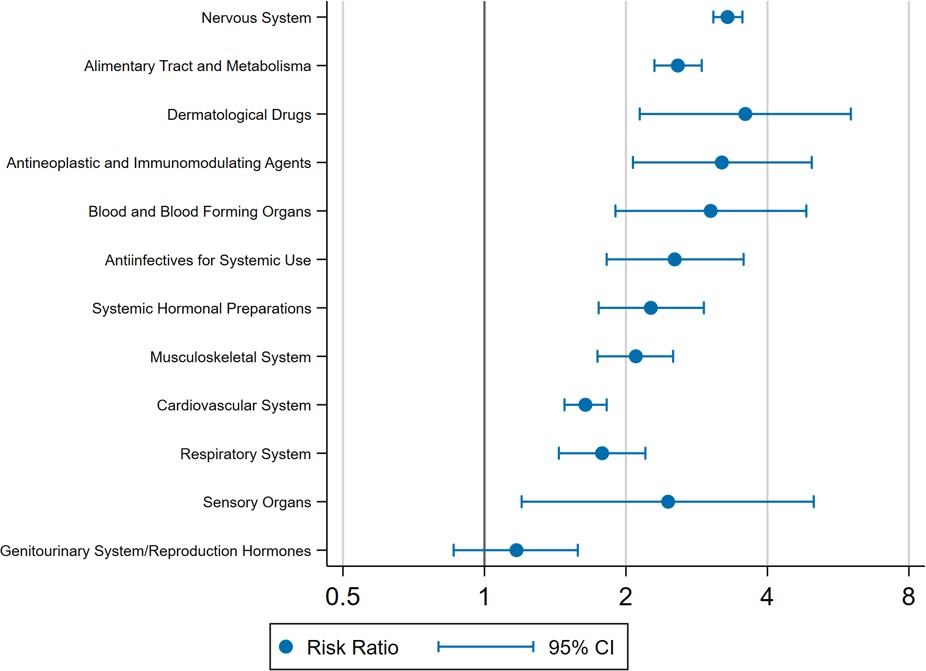 Nervous System
Alimentary Tract and Metabolisma
Dermatological Drugs
Antineoplastic and Immunomodulating Agents
Blood and Blood Forming Organs
Antiinfectives for Systemic Use
Systemic Hormonal Preparations
Musculoskeletal System
Cardiovascular System
Respiratory System
Sensory Organs
Genitourinary System/Reproduction Hormones
0.5 1 2 4 8
Risk Ratio 95% CI